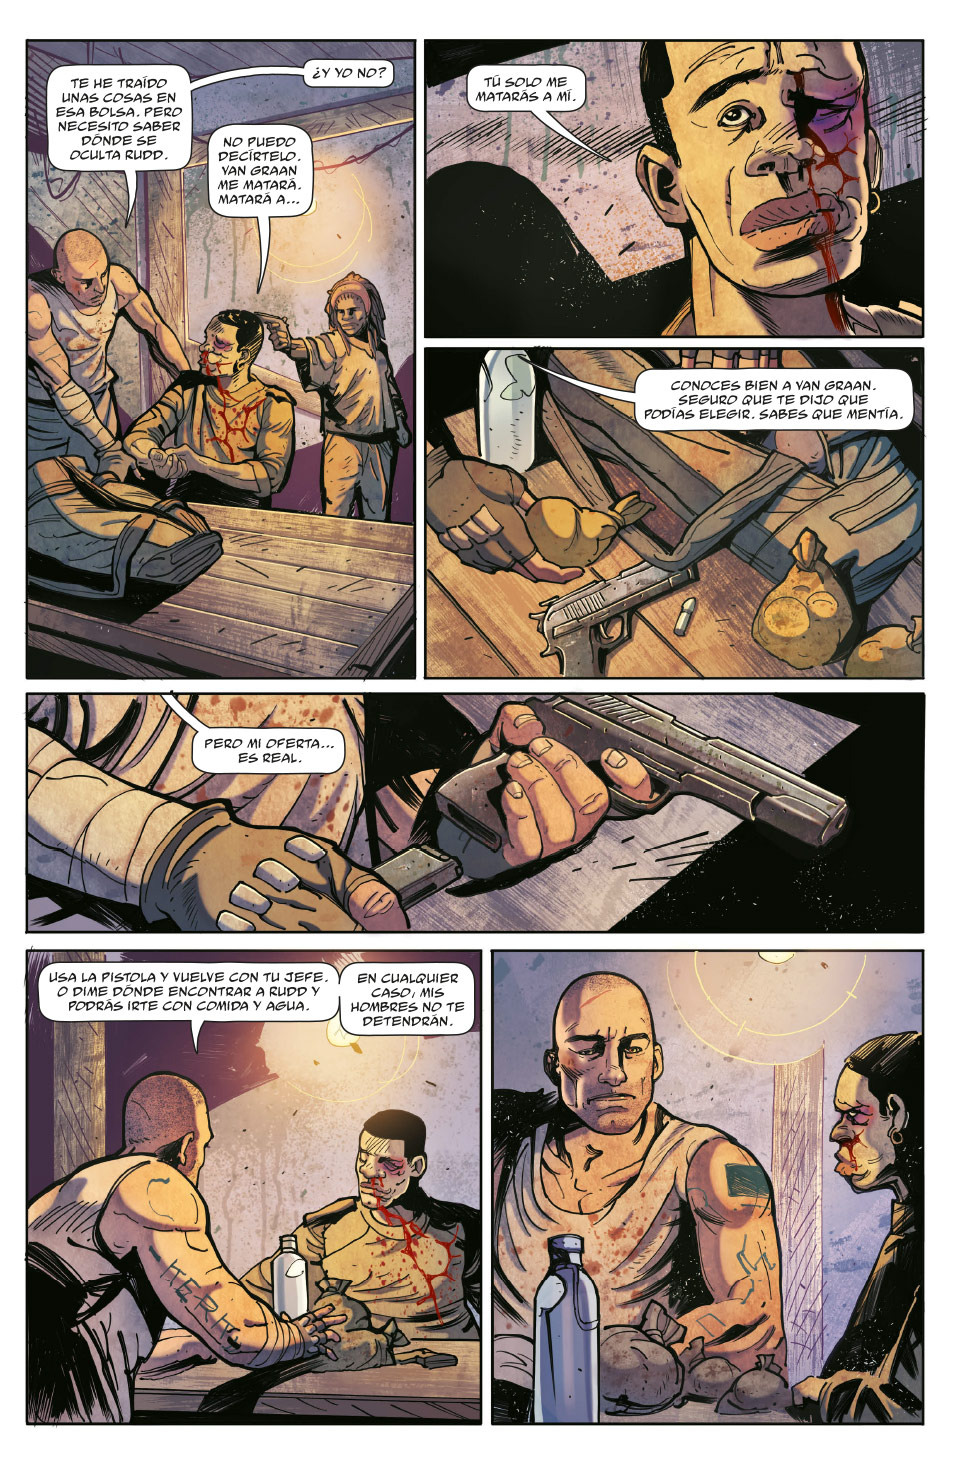 TE HE TRAÍDO
UNAS COSAS EN
ESA BOLSA. PERO
NECESITO SABER
DÓNDE SE
OCULTA RUDD.
¿Y YO NO?
NO PUEDO
DECÍRTELO.
VAN GRAAN
ME MATARÁ.
MATARÁ A...
TÚ SOLO ME
MATARÁS A MÍ.
CONOCES BIEN A VAN GRAAN.
SEGURO QUE TE DIJO QUE
PODÍAS ELEGIR. SABES QUE MENTÍA.
PERO MI OFERTA...
ES REAL.
USA LA PISTOLA Y VUELVE CON TU JEFE.
O DIME DÓNDE ENCONTRAR A RUDD Y
PODRÁS IRTE CON COMIDA Y AGUA.
EN CUALQUIER
CASO, MIS
HOMBRES NO TE
DETENDRÁN.